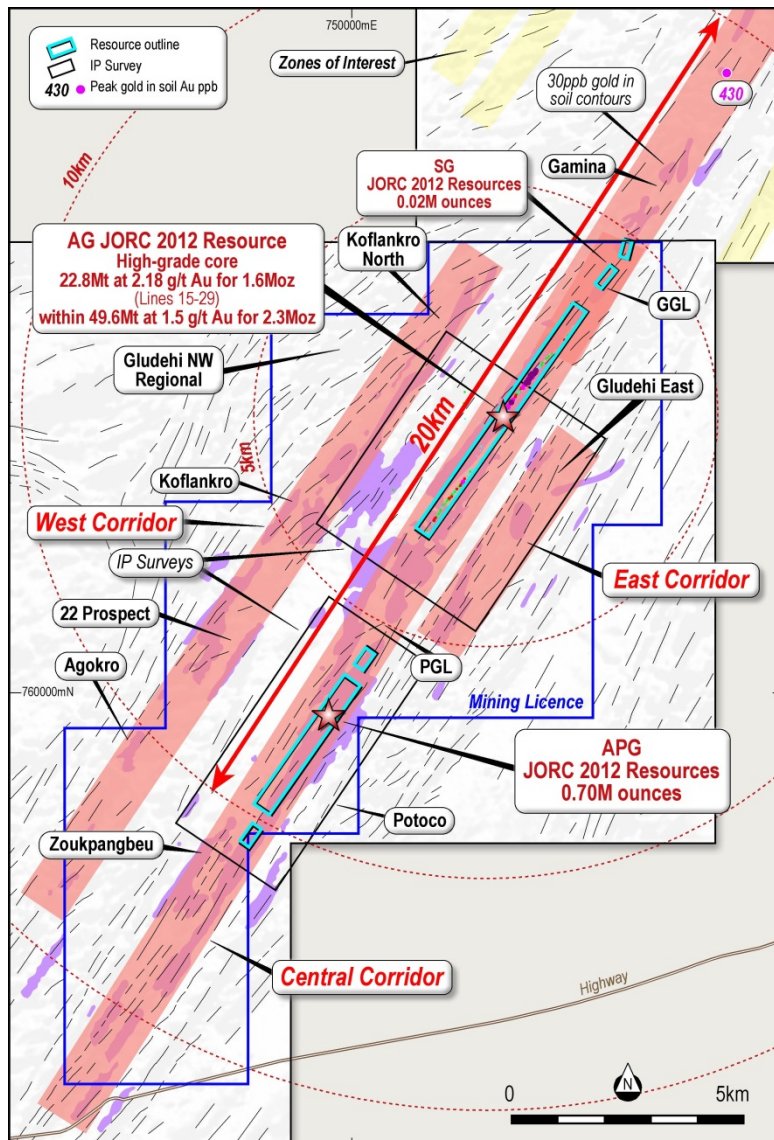 750000mE
Resource outline
IP Survey
430 Peak gold in soil Au ppb
Zones of Interest
30ppb gold in
soil contours
430
10km
SG
JORC 2012 Resources
0.02M ounces
Gamina
AG JORC 2012 Resource
High-grade core
22.8Mt at 2.18 g/t Au for 1.6Moz
(Lines 15-29)
within 49.6Mt at 1.5 g/t Au for 2.3Moz
Koflankro
North
GGL
Gludehi NW
Regional
Gludehi East
20km
5km
Koflankro
West Corridor
IP Surveys
East Corridor
22 Prospect
Agokro
PGL
760000mN
Mining Licence
APG
JORC 2012 Resources
0.70M ounces
Potoco
Zoukpangbeu
Central Corridor
Highway
N
0 5km